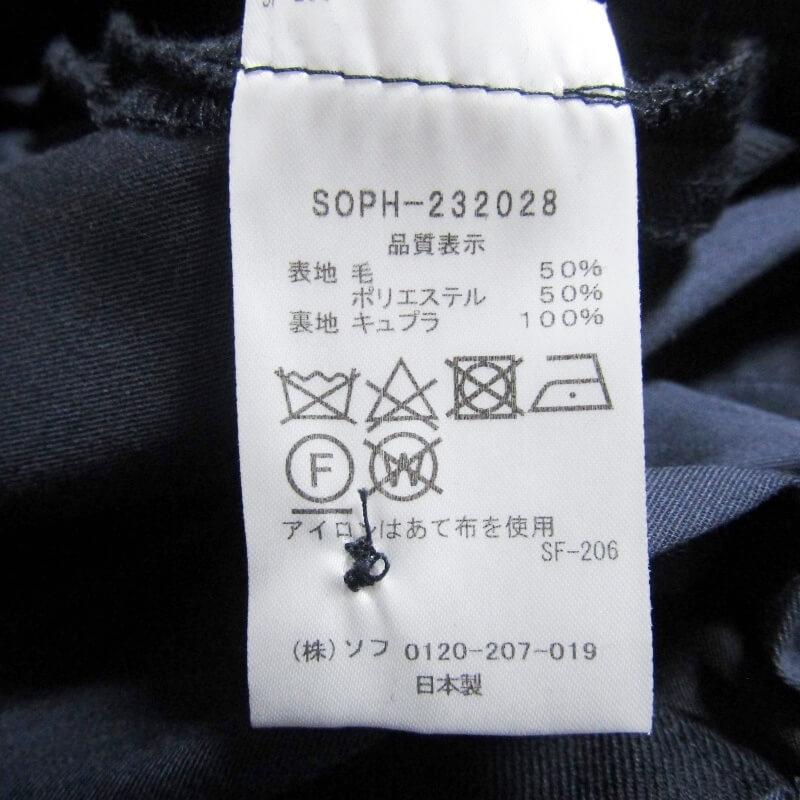 SOPH-232028
品質表示
表地 毛 50%
ポリエステル 50%
裏地 キュプラ 100%
F W
アイロンはあて布を使用
SF-206
(株)ソフ 0120-207-019
日本製